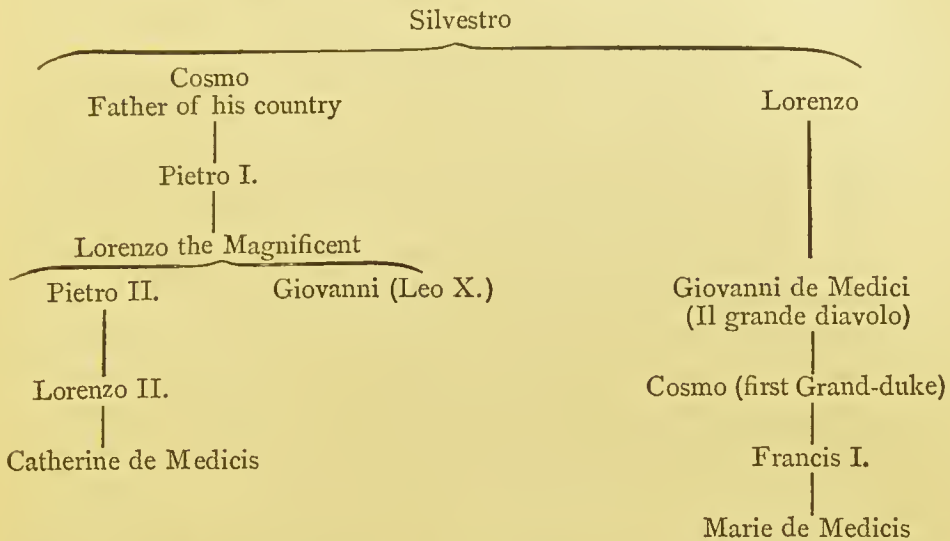 Silvestro
Cosmo
Father of his country
Lorenzo
Pietro I.
Lorenzo the Magnificent
Pietro II.
Giovanni (Leo X.)
Giovanni de Medici
(Il grande diavolo)
Lorenzo II.
Cosmo (first Grand-duke)
Catherine de Medicis
Francis I.
Marie de Medicis